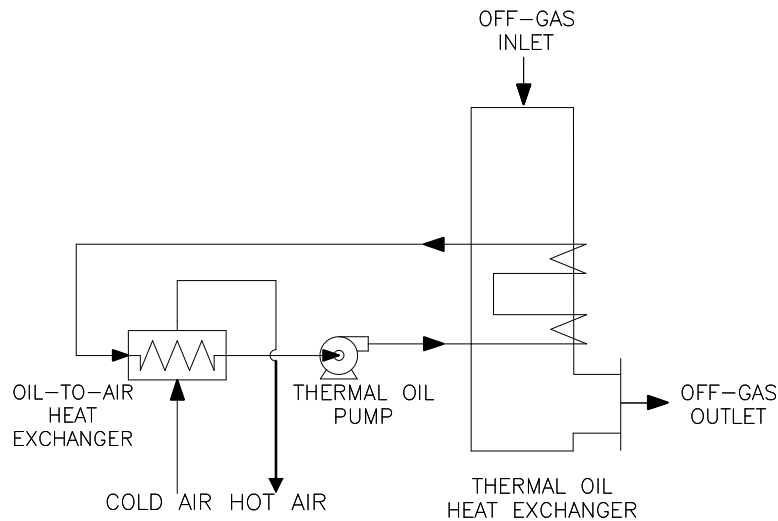 OFF-GAS
INLET
OIL-TO-AIR
HEAT
EXCHANGER
THERMAL OIL
PUMP
OFF-GAS
OUTLET
COLD AIR HOT AIR
THERMAL OIL
HEAT EXCHANGER